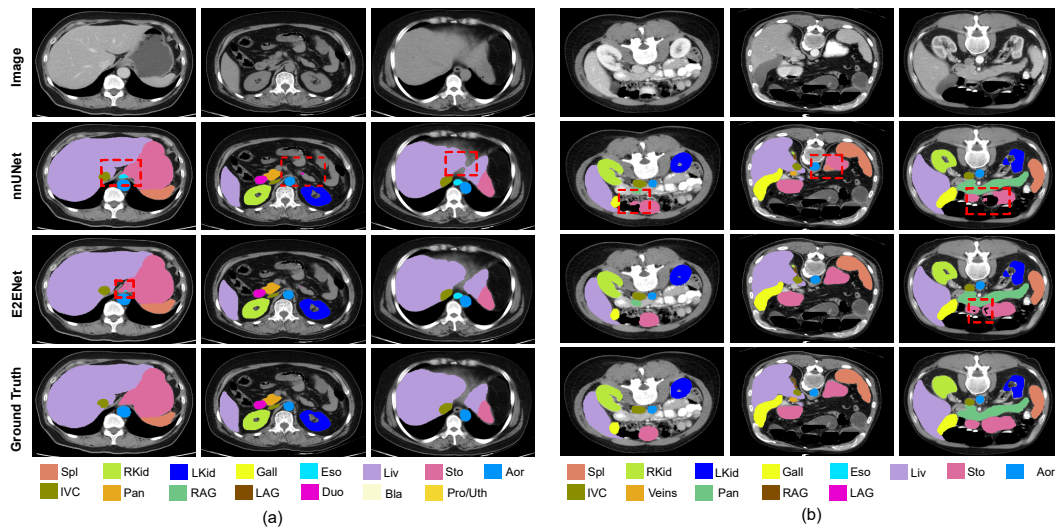 Image
nnUNet
E2ENet
Ground Truth
Spl RKid LKid Gall Eso Liv Sto Aor
IVC Pan RAG LAG Duo Bla Pro/Uth
(a)
Spl RKid LKid Gall Eso Liv Sto Aor
IVC Veins Pan RAG LAG
(b)